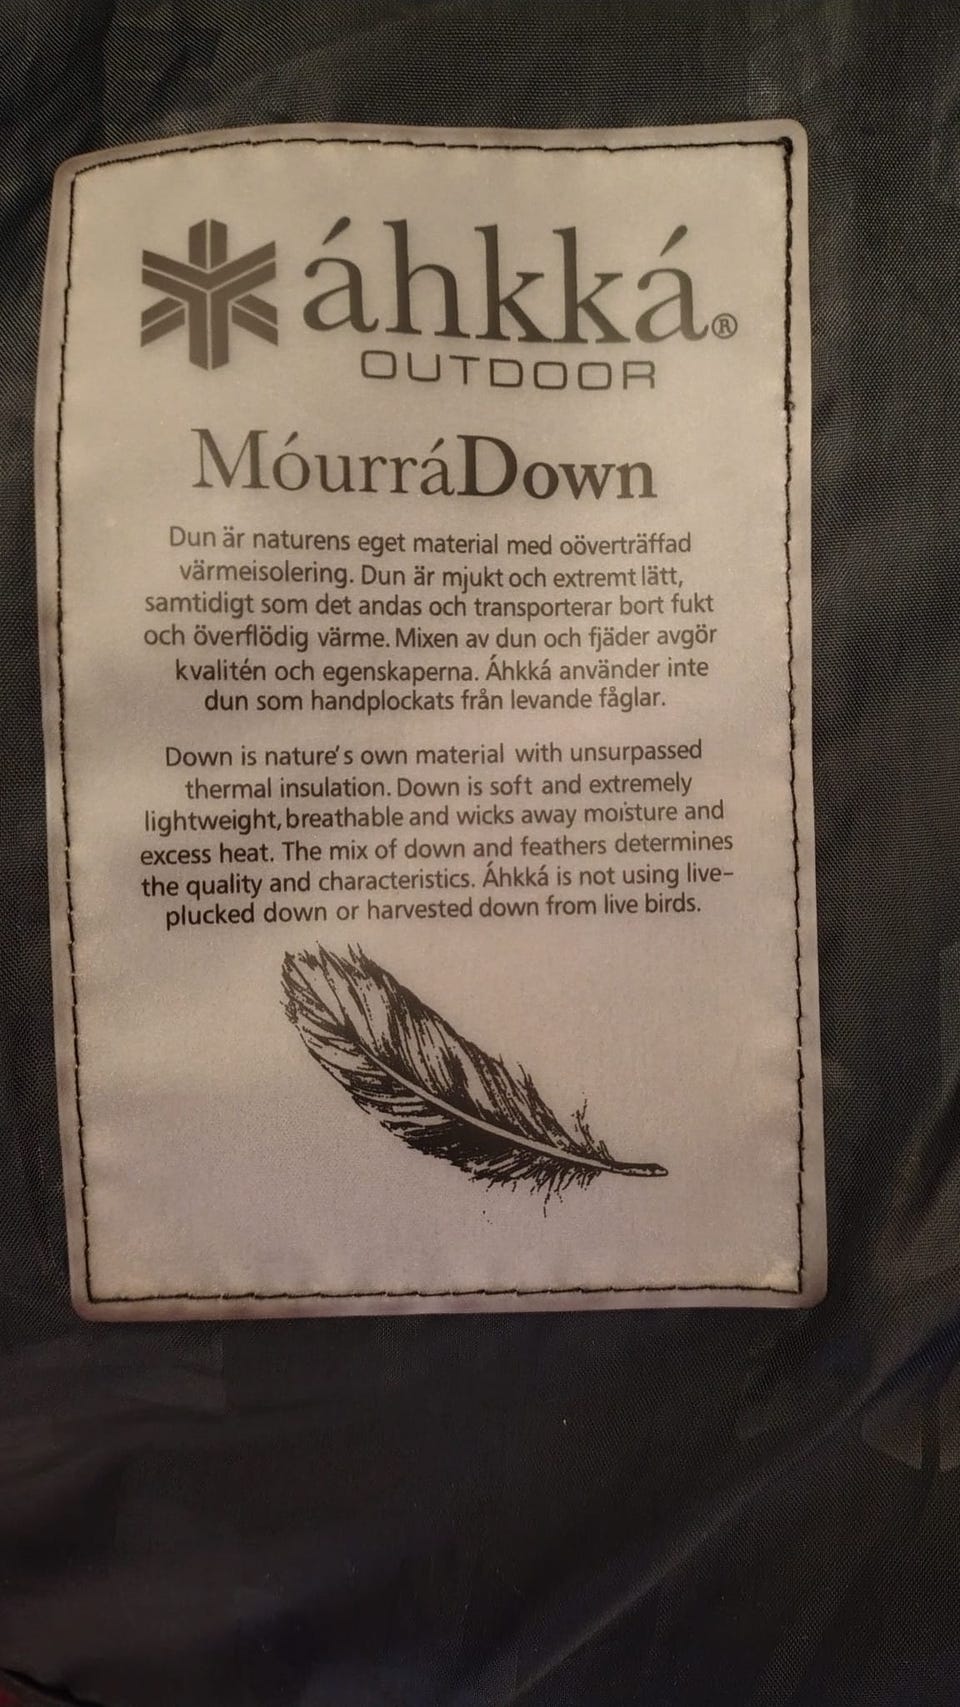 áhkká®
OUTDOOR
MóurráDown
Dun är naturens eget material med oöverträffad
värmeisolering. Dun är mjukt och extremt lätt,
samtidigt som det andas och transporterar bort fukt
och överflödig värme. Mixen av dun och fjäder avgör
kvalitén och egenskaperna. Áhkká använder inte
dun som handplockats från levande fåglar.
Down is nature's own material with unsurpassed
thermal insulation. Down is soft and extremely
lightweight, breathable and wicks away moisture and
excess heat. The mix of down and feathers determines
the quality and characteristics. Áhkká is not using live-
plucked down or harvested down from live birds.